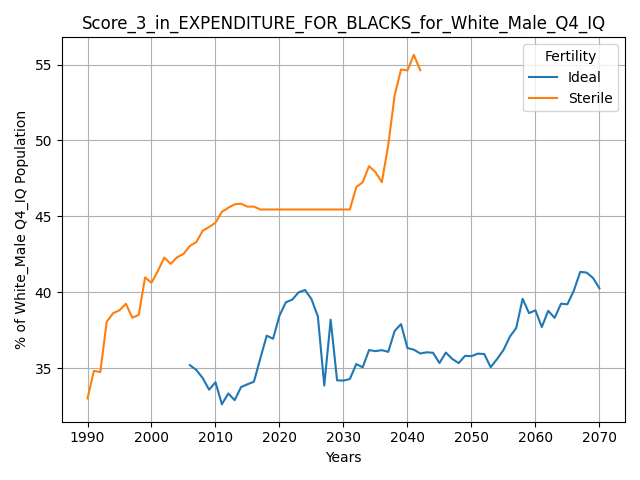 Score_3_in_EXPENDITURE_FOR_BLACKS_for_White_Male_Q4_IQ
Fertility
Ideal
Sterile
% of White_Male Q4_IQ Population
55
50
45
40
35
1990 2000 2010 2020 2030 2040 2050 2060 2070
Years